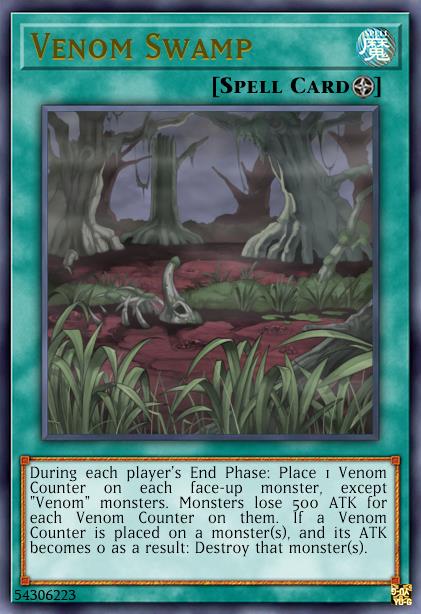 Venom Swamp
SPELL
魔
[Spell Card]
During each player's End Phase: Place 1 Venom
Counter on each face-up monster, except
"Venom" monsters. Monsters lose 500 ATK for
each Venom Counter on them. If a Venom
Counter is placed on a monster(s), and its ATK
becomes 0 as a result: Destroy that monster(s).
54306223